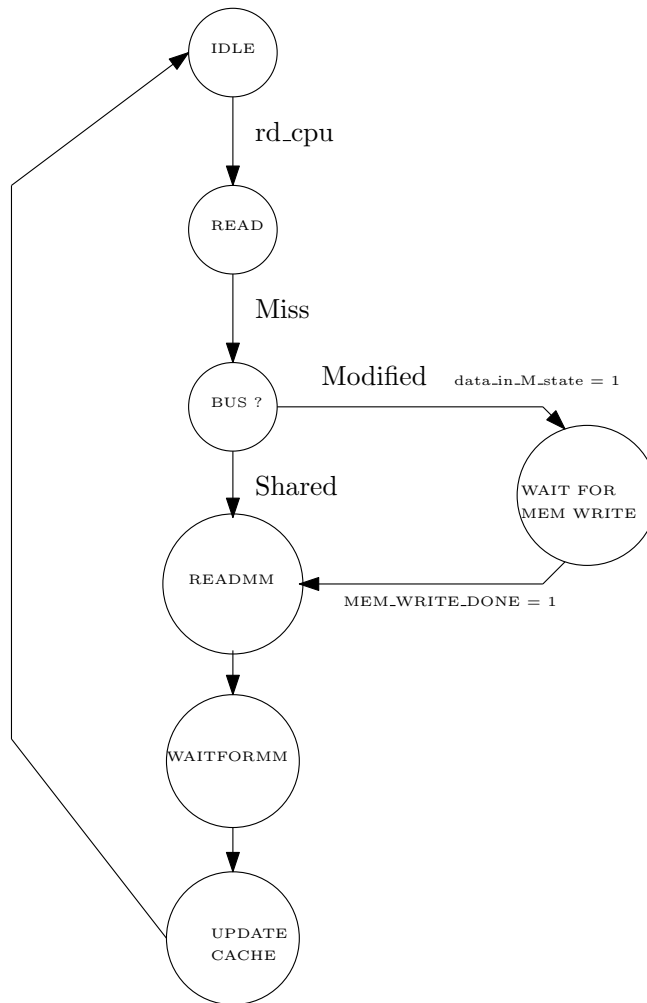 IDLE
rd_cpu
READ
Miss
Modified
data_in_M_state = 1
BUS ?
Shared
WAIT FOR
MEM WRITE
READMM
MEM_WRITE_DONE = 1
WAITFORMM
UPDATE
CACHE